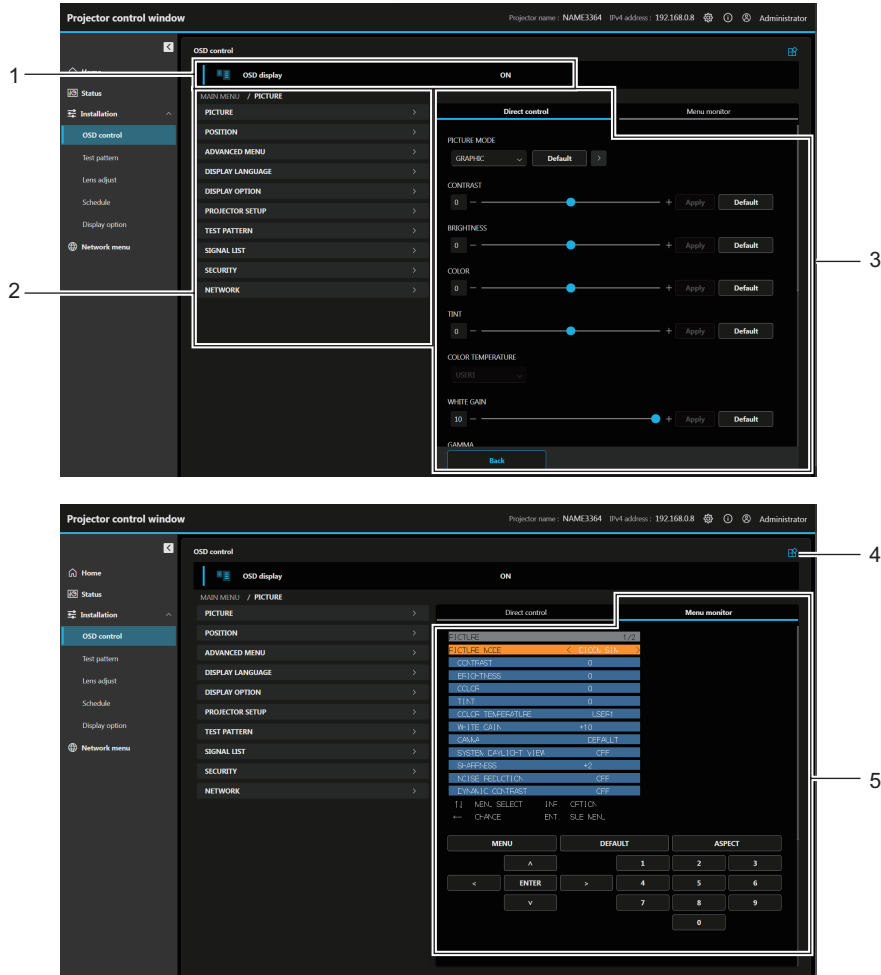 Projector control window
Projector name : NAME3364 IPv4 address : 192.168.0.8 Administrator
OSD control
1
OSD display ON
Home
Status
Installation
OSD control
Test pattern
Lens adjust
Schedule
Display option
Network menu
2
MAIN MENU / PICTURE
PICTURE >
POSITION >
ADVANCED MENU >
DISPLAY LANGUAGE >
DISPLAY OPTION >
PROJECTOR SETUP >
TEST PATTERN >
SIGNAL LIST >
SECURITY >
NETWORK >
Direct control Menu monitor
3
PICTURE MODE
GRAPHIC Default >
CONTRAST
0 − + Apply Default
BRIGHTNESS
0 − + Apply Default
COLOR
0 − + Apply Default
TINT
0 − + Apply Default
COLOR TEMPERATURE
USER1
WHITE GAIN
10 − + Apply Default
GAMMA
Back
Projector control window
Projector name : NAME3364 IPv4 address : 192.168.0.8 Administrator
OSD control
4
OSD display ON
Home
Status
Installation
OSD control
Test pattern
Lens adjust
Schedule
Display option
Network menu
MAIN MENU / PICTURE
PICTURE >
POSITION >
ADVANCED MENU >
DISPLAY LANGUAGE >
DISPLAY OPTION >
PROJECTOR SETUP >
TEST PATTERN >
SIGNAL LIST >
SECURITY >
NETWORK >
Direct control Menu monitor
5
PICTURE 1/2
PICTURE MODE < DICOM SIM >
CONTRAST 0
BRIGHTNESS 0
COLOR 0
TINT 0
COLOR TEMPERATURE USER1
WHITE GAIN +10
GAMMA DEFAULT
SYSTEM DAYLIGHT VIEW OFF
SHARPNESS +2
NOISE REDUCTION OFF
DYNAMIC CONTRAST OFF
↑↓ MENU SELECT OPTION
CHANGE ENT SUB MENU
MENU DEFAULT ASPECT
∧ 1 2 3
< ENTER > 4 5 6
∨ 7 8 9
0